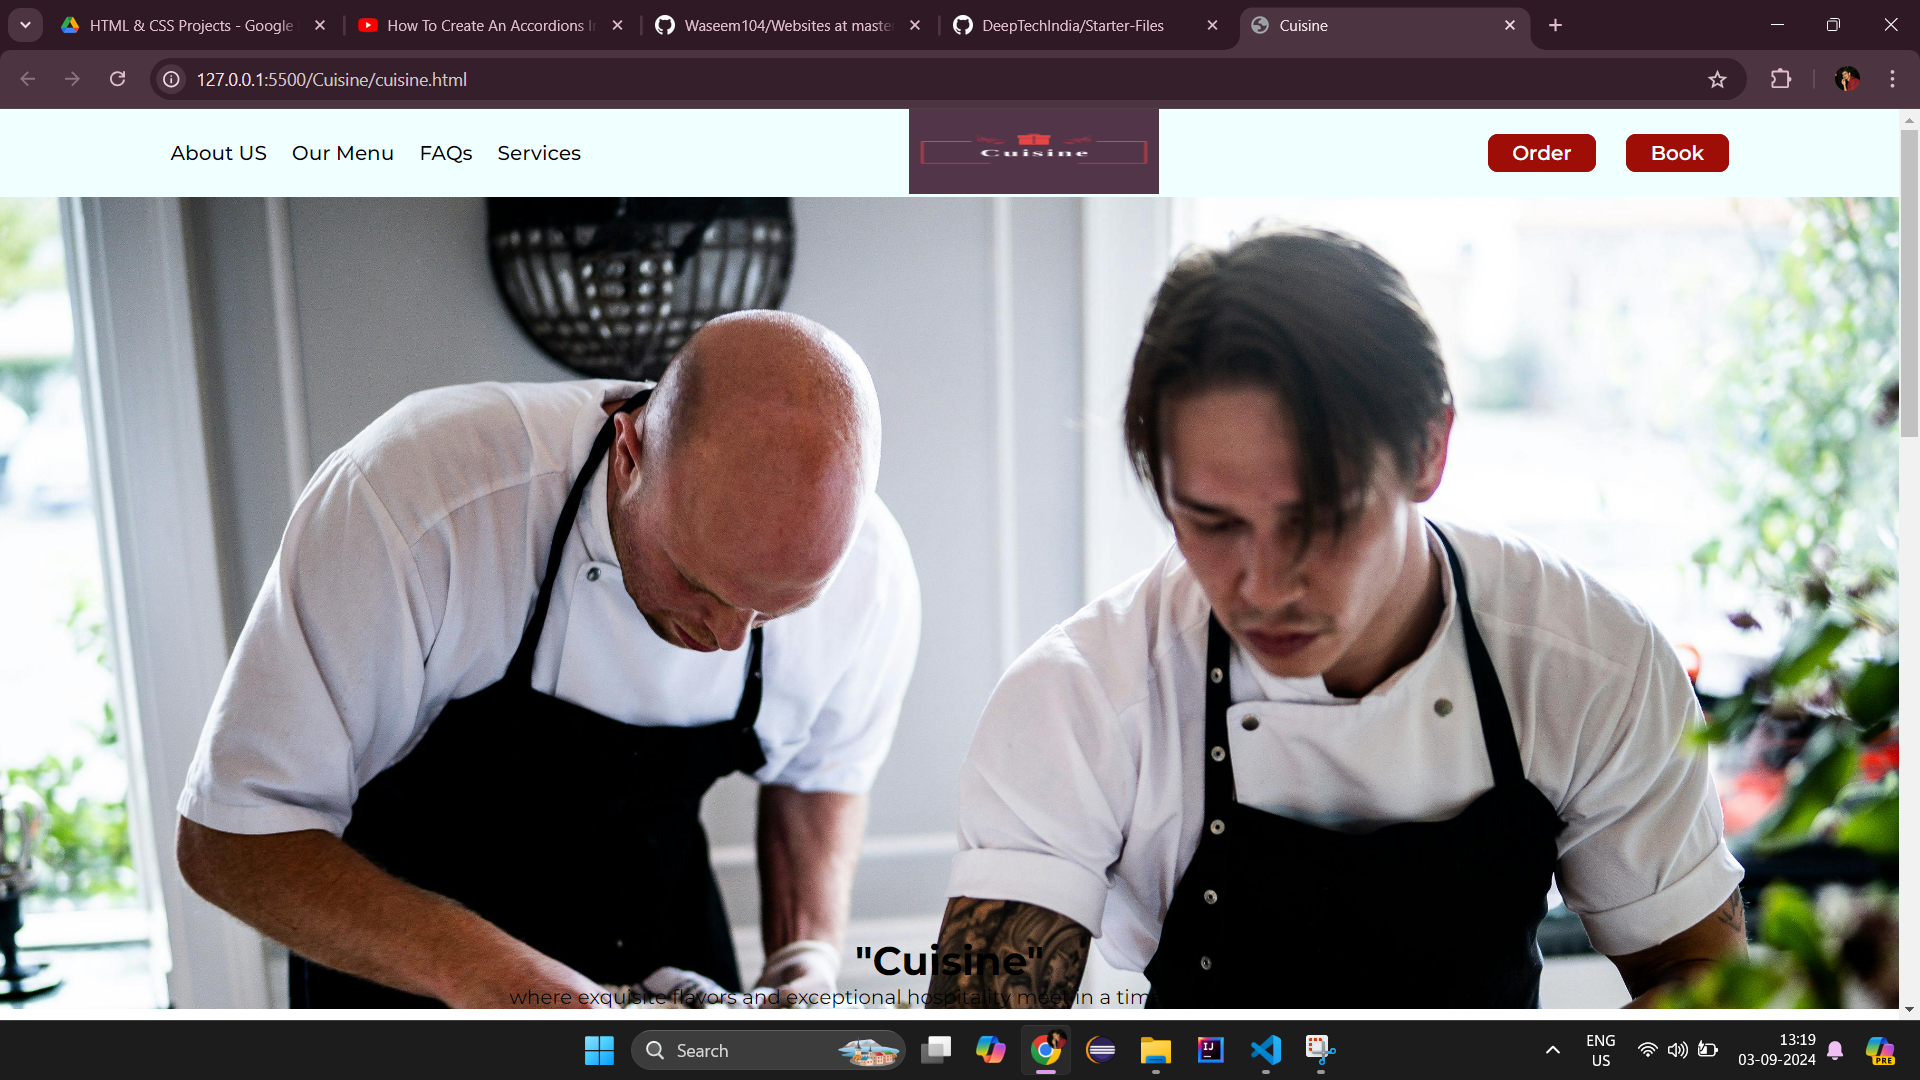 HTML & CSS Projects - Google
How To Create An Accordions I
Waseem104/Websites at maste
DeepTechIndia/Starter-Files
Cuisine
127.0.0.1:5500/Cuisine/cuisine.html
About US
Our Menu
FAQs
Services
Cuisine
Order
Book
"Cuisine"
where exquisite flavors and exceptional hospitality meet in a tim
Search
IJ
ENG
US
13:19
03-09-2024
PRE